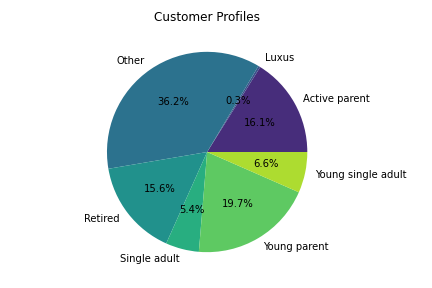 Customer Profiles
Luxus
Other
0.3%
36.2%
Active parent
16.1%
6.6%
Young single adult
15.6%
19.7%
5.4%
Retired
Young parent
Single adult